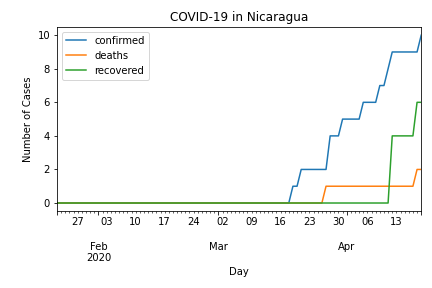 COVID-19 in Nicaragua
confirmed
deaths
recovered
Number of Cases
10
8
6
4
2
0
27 03 10 17 24 02 09 16 23 30 06 13
Feb Mar Apr
2020
Day